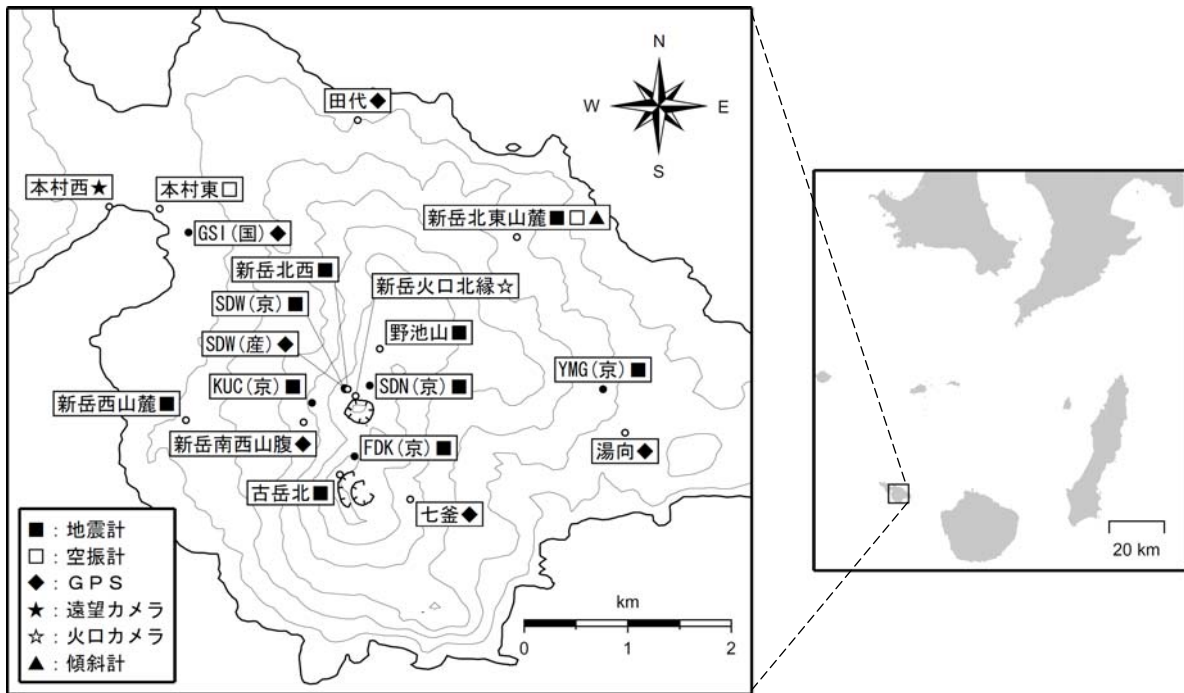 N
W E
S
田代◆
本村西★
本村東□
GSI(国)◆
新岳北東山麓■□▲
新岳北西■
新岳火口北縁☆
SDW(京)■
野池山■
SDW(産)◆
KUC(京)■
SDN(京)■
YMG(京)■
新岳西山麓■
新岳南西山腹◆
FDK(京)■
湯向◆
古岳北■
七釜◆
■:地震計
□:空振計
◆:GPS
★:遠望カメラ
☆:火口カメラ
▲:傾斜計
km
0 1 2
20 km